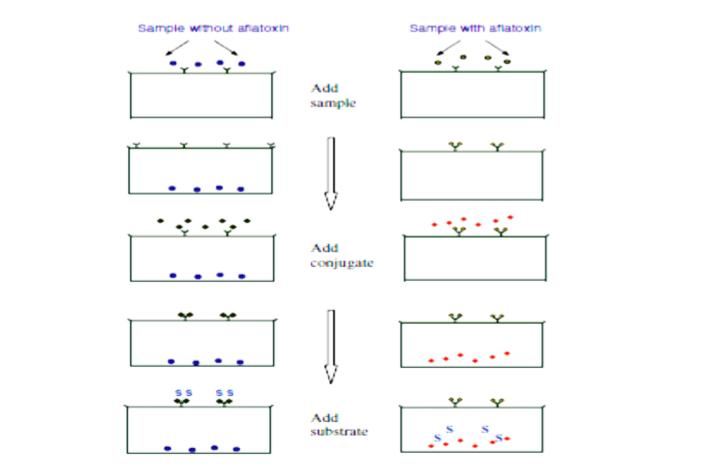 Sample without aflatoxin
Sample with aflatoxin
Add
sample
Add
conjugate
S S
S S
Add
substrate
S
S
S
S